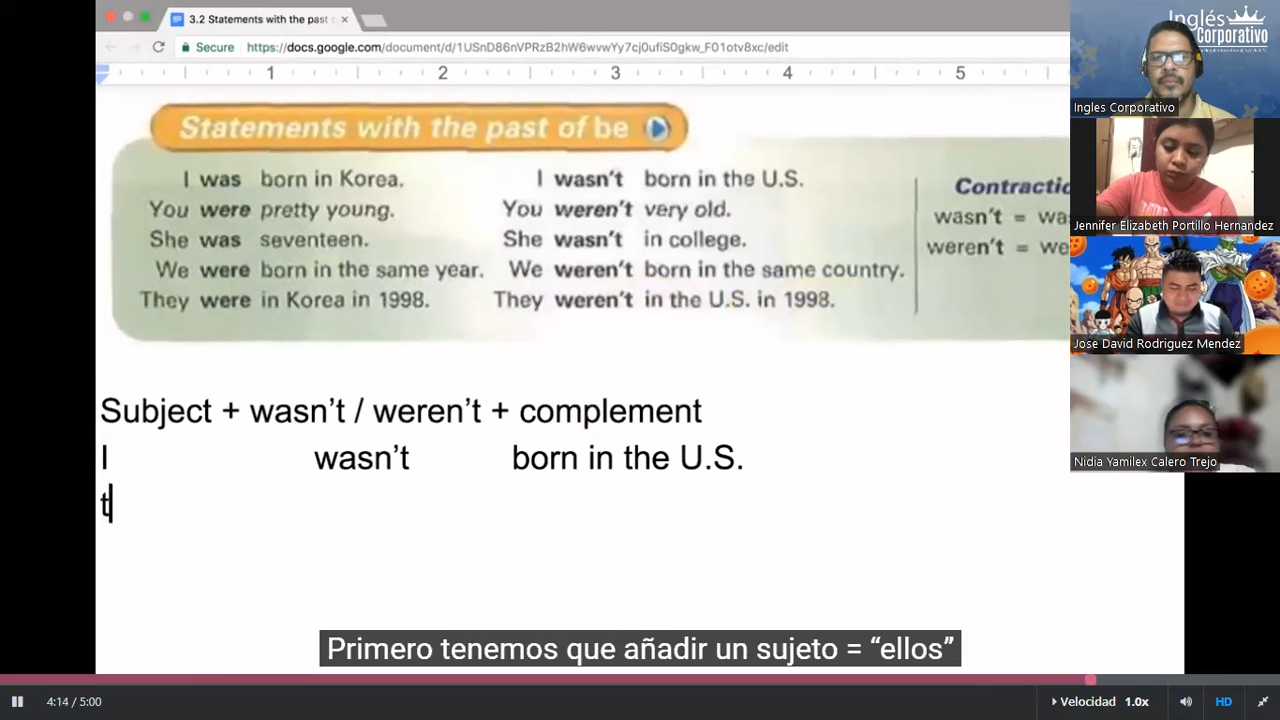 3.2 Statements with the past
Secure https://docs.google.com/document/d/1USnD86nVPRzB2hW6wvwYy7cj0ufiS0gkw_F01otv8xc/edit
1 2 3 4 5
Statements with the past of be
I was born in Korea. I wasn't born in the U.S.
You were pretty young. You weren't very old.
She was seventeen. She wasn't in college.
We were born in the same year. We weren't born in the same country.
They were in Korea in 1998. They weren't in the U.S. in 1998.
Contractio
wasn't = wa
weren't = we
Subject + wasn't / weren't + complement
I wasn't born in the U.S.
t
Primero tenemos que añadir un sujeto = “ellos”
4:14 / 5:00
Velocidad 1.0x
HD
Inglés
Corporativo
Ingles Corporativo
Jennifer Elizabeth Portillo Hernandez
Jose David Rodriguez Mendez
Nidia Yamilex Calero Trejo